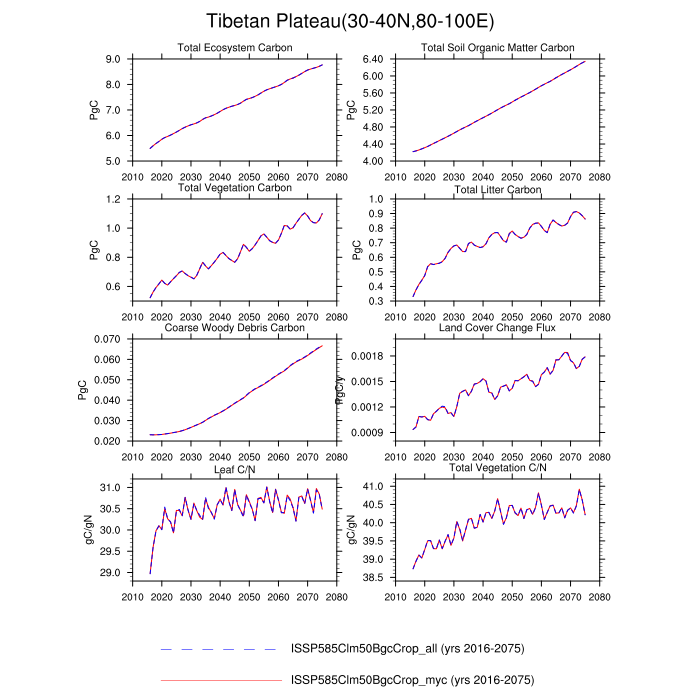 Tibetan Plateau(30-40N,80-100E)
Total Ecosystem Carbon
Total Soil Organic Matter Carbon
9.0
8.0
7.0
6.0
5.0
PgC
2010 2020 2030 2040 2050 2060 2070 2080
6.40
5.80
5.20
4.60
4.00
PgC
2010 2020 2030 2040 2050 2060 2070 2080
Total Vegetation Carbon
Total Litter Carbon
1.2
1.0
0.8
0.6
PgC
2010 2020 2030 2040 2050 2060 2070 2080
1.0
0.9
0.8
0.7
0.6
0.5
0.4
0.3
PgC
2010 2020 2030 2040 2050 2060 2070 2080
Coarse Woody Debris Carbon
Land Cover Change Flux
0.070
0.060
0.050
0.040
0.030
0.020
PgC
2010 2020 2030 2040 2050 2060 2070 2080
0.0018
0.0015
0.0012
0.0009
PgC/y
2010 2020 2030 2040 2050 2060 2070 2080
Leaf C/N
Total Vegetation C/N
31.0
30.5
30.0
29.5
29.0
gC/gN
2010 2020 2030 2040 2050 2060 2070 2080
41.0
40.5
40.0
39.5
39.0
38.5
gC/gN
2010 2020 2030 2040 2050 2060 2070 2080
ISSP585Clm50BgcCrop_all (yrs 2016-2075)
ISSP585Clm50BgcCrop_myc (yrs 2016-2075)